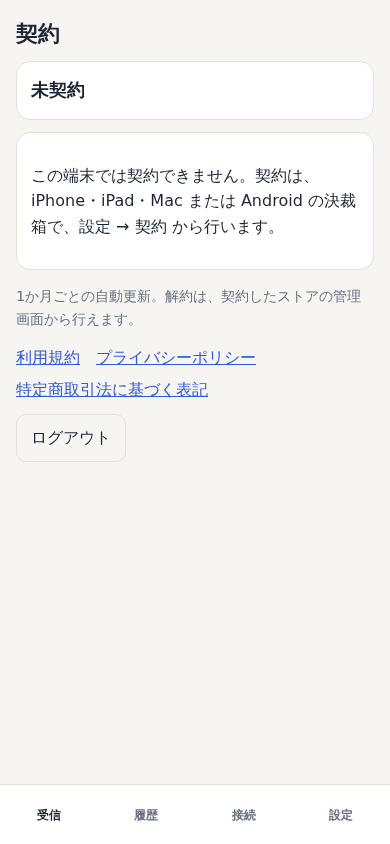 契約
未契約
この端末では契約できません。契約は、
iPhone・iPad・Mac または Android の決裁
箱で、設定 → 契約 から行います。
1か月ごとの自動更新。解約は、契約したストアの管理
画面から行えます。
利用規約 プライバシーポリシー
特定商取引法に基づく表記
ログアウト
受信 履歴 接続 設定